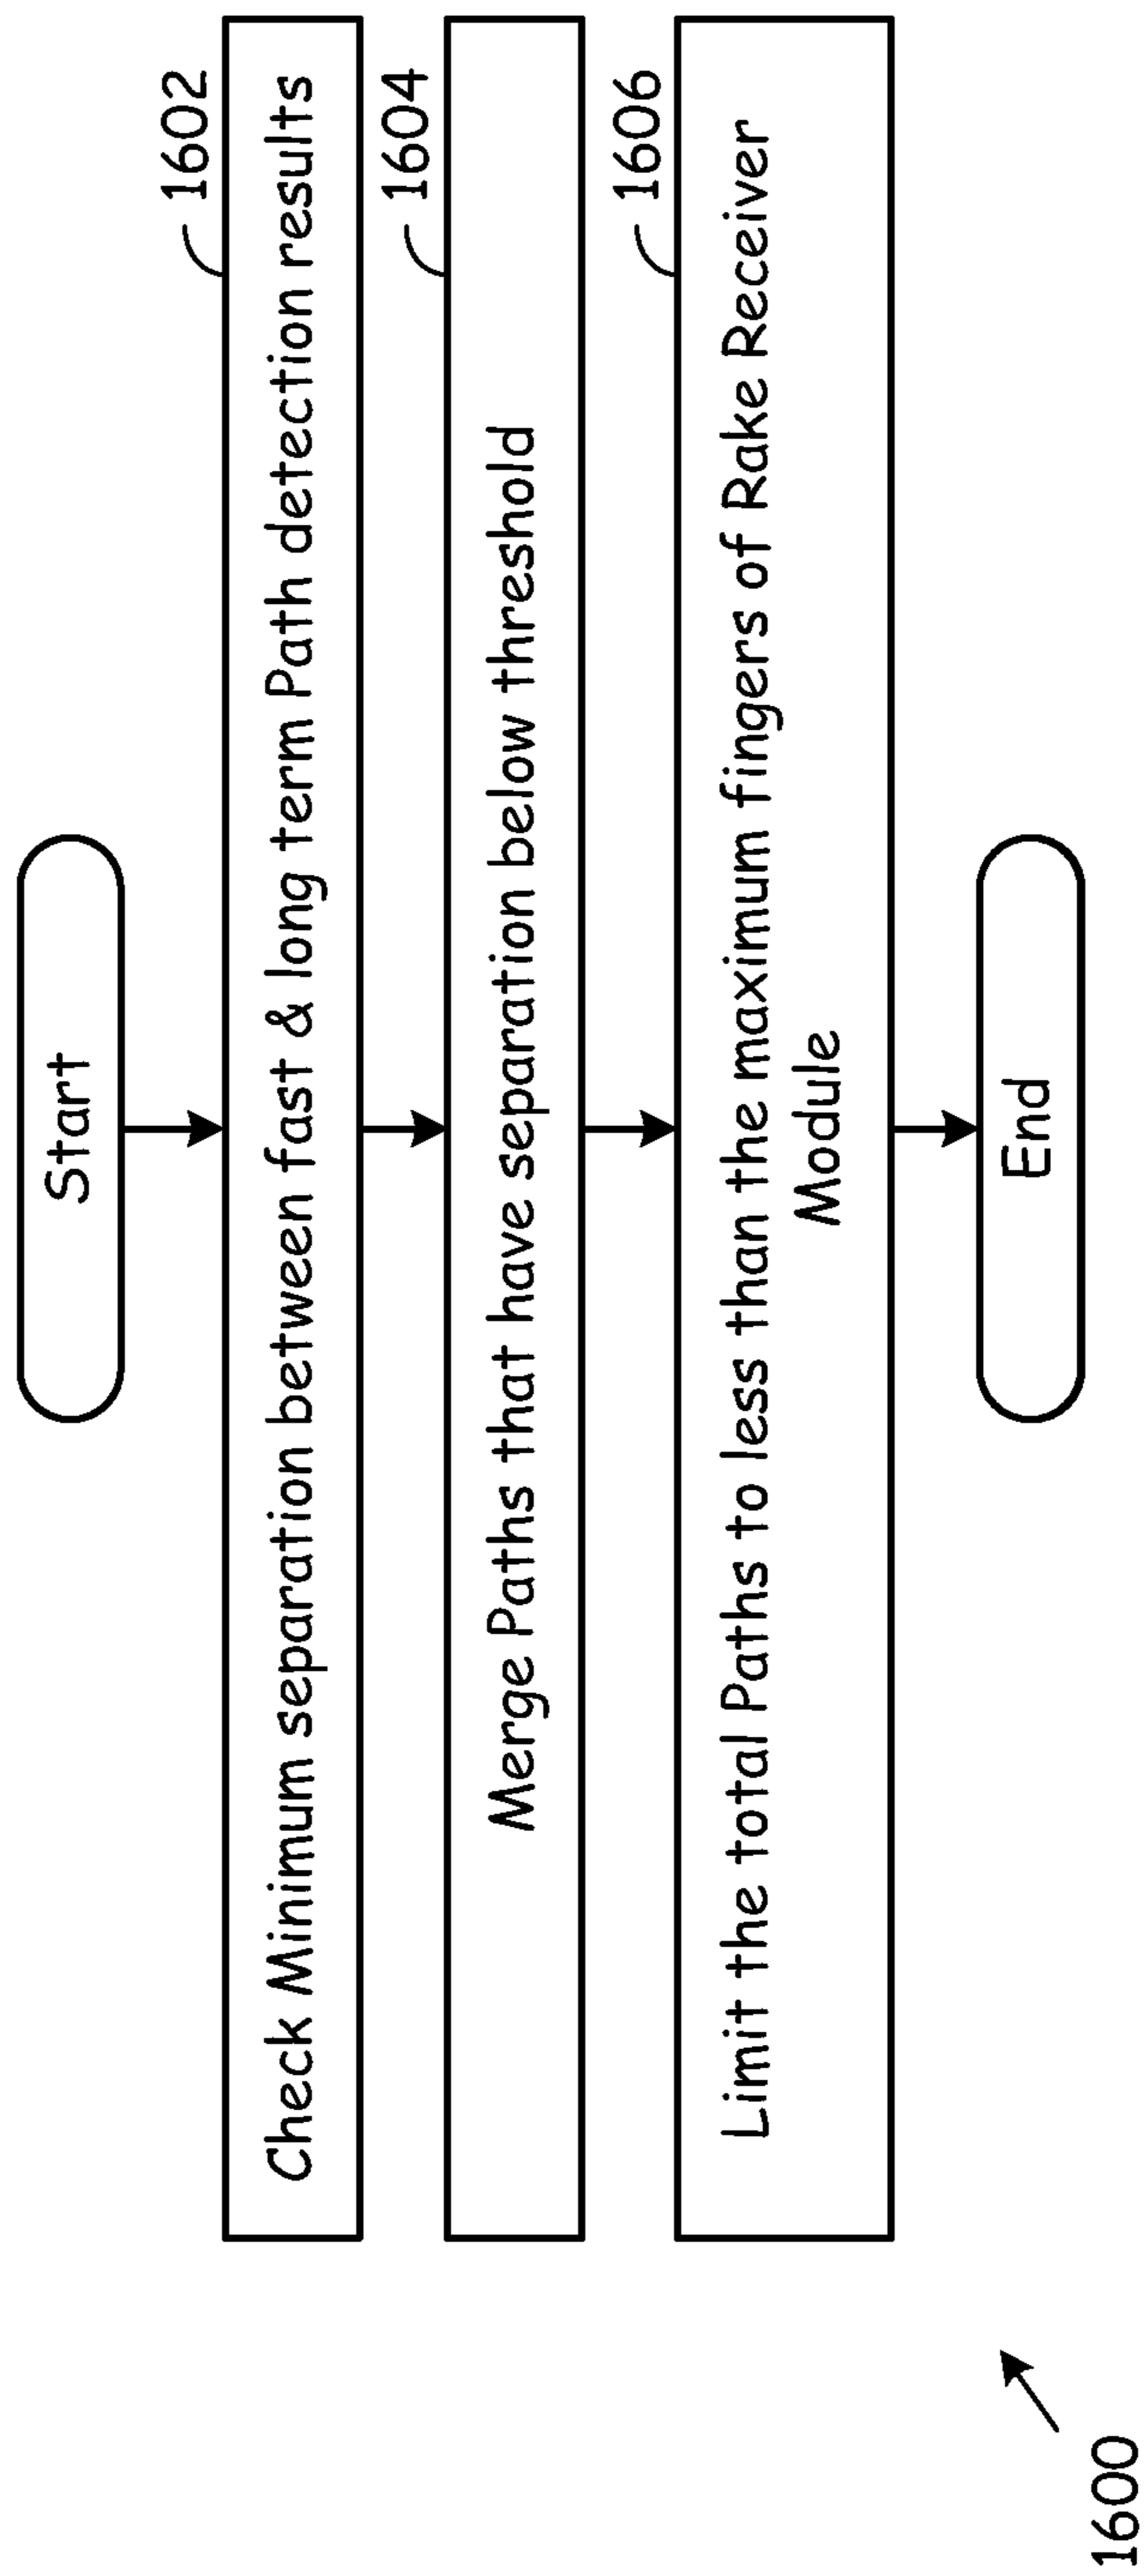 Start
1602
Check Minimum separation between fast & long term Path detection results
1604
Merge Paths that have separation below threshold
1606
Limit the total Paths to less than the maximum fingers of Rake Receiver
Module
End
1600